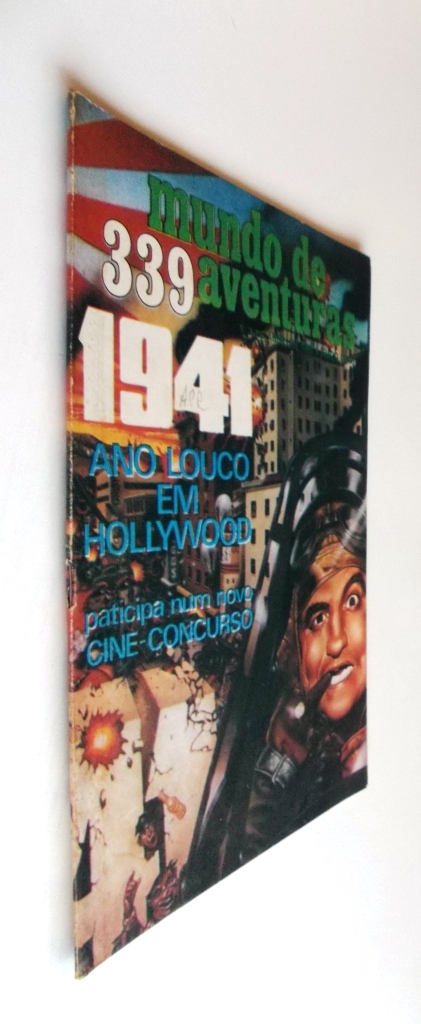 mundo de
339 aventuras
1941
ANO LOUCO
EM
HOLLYWOOD
paticipa num novo
CINE-CONCURSO